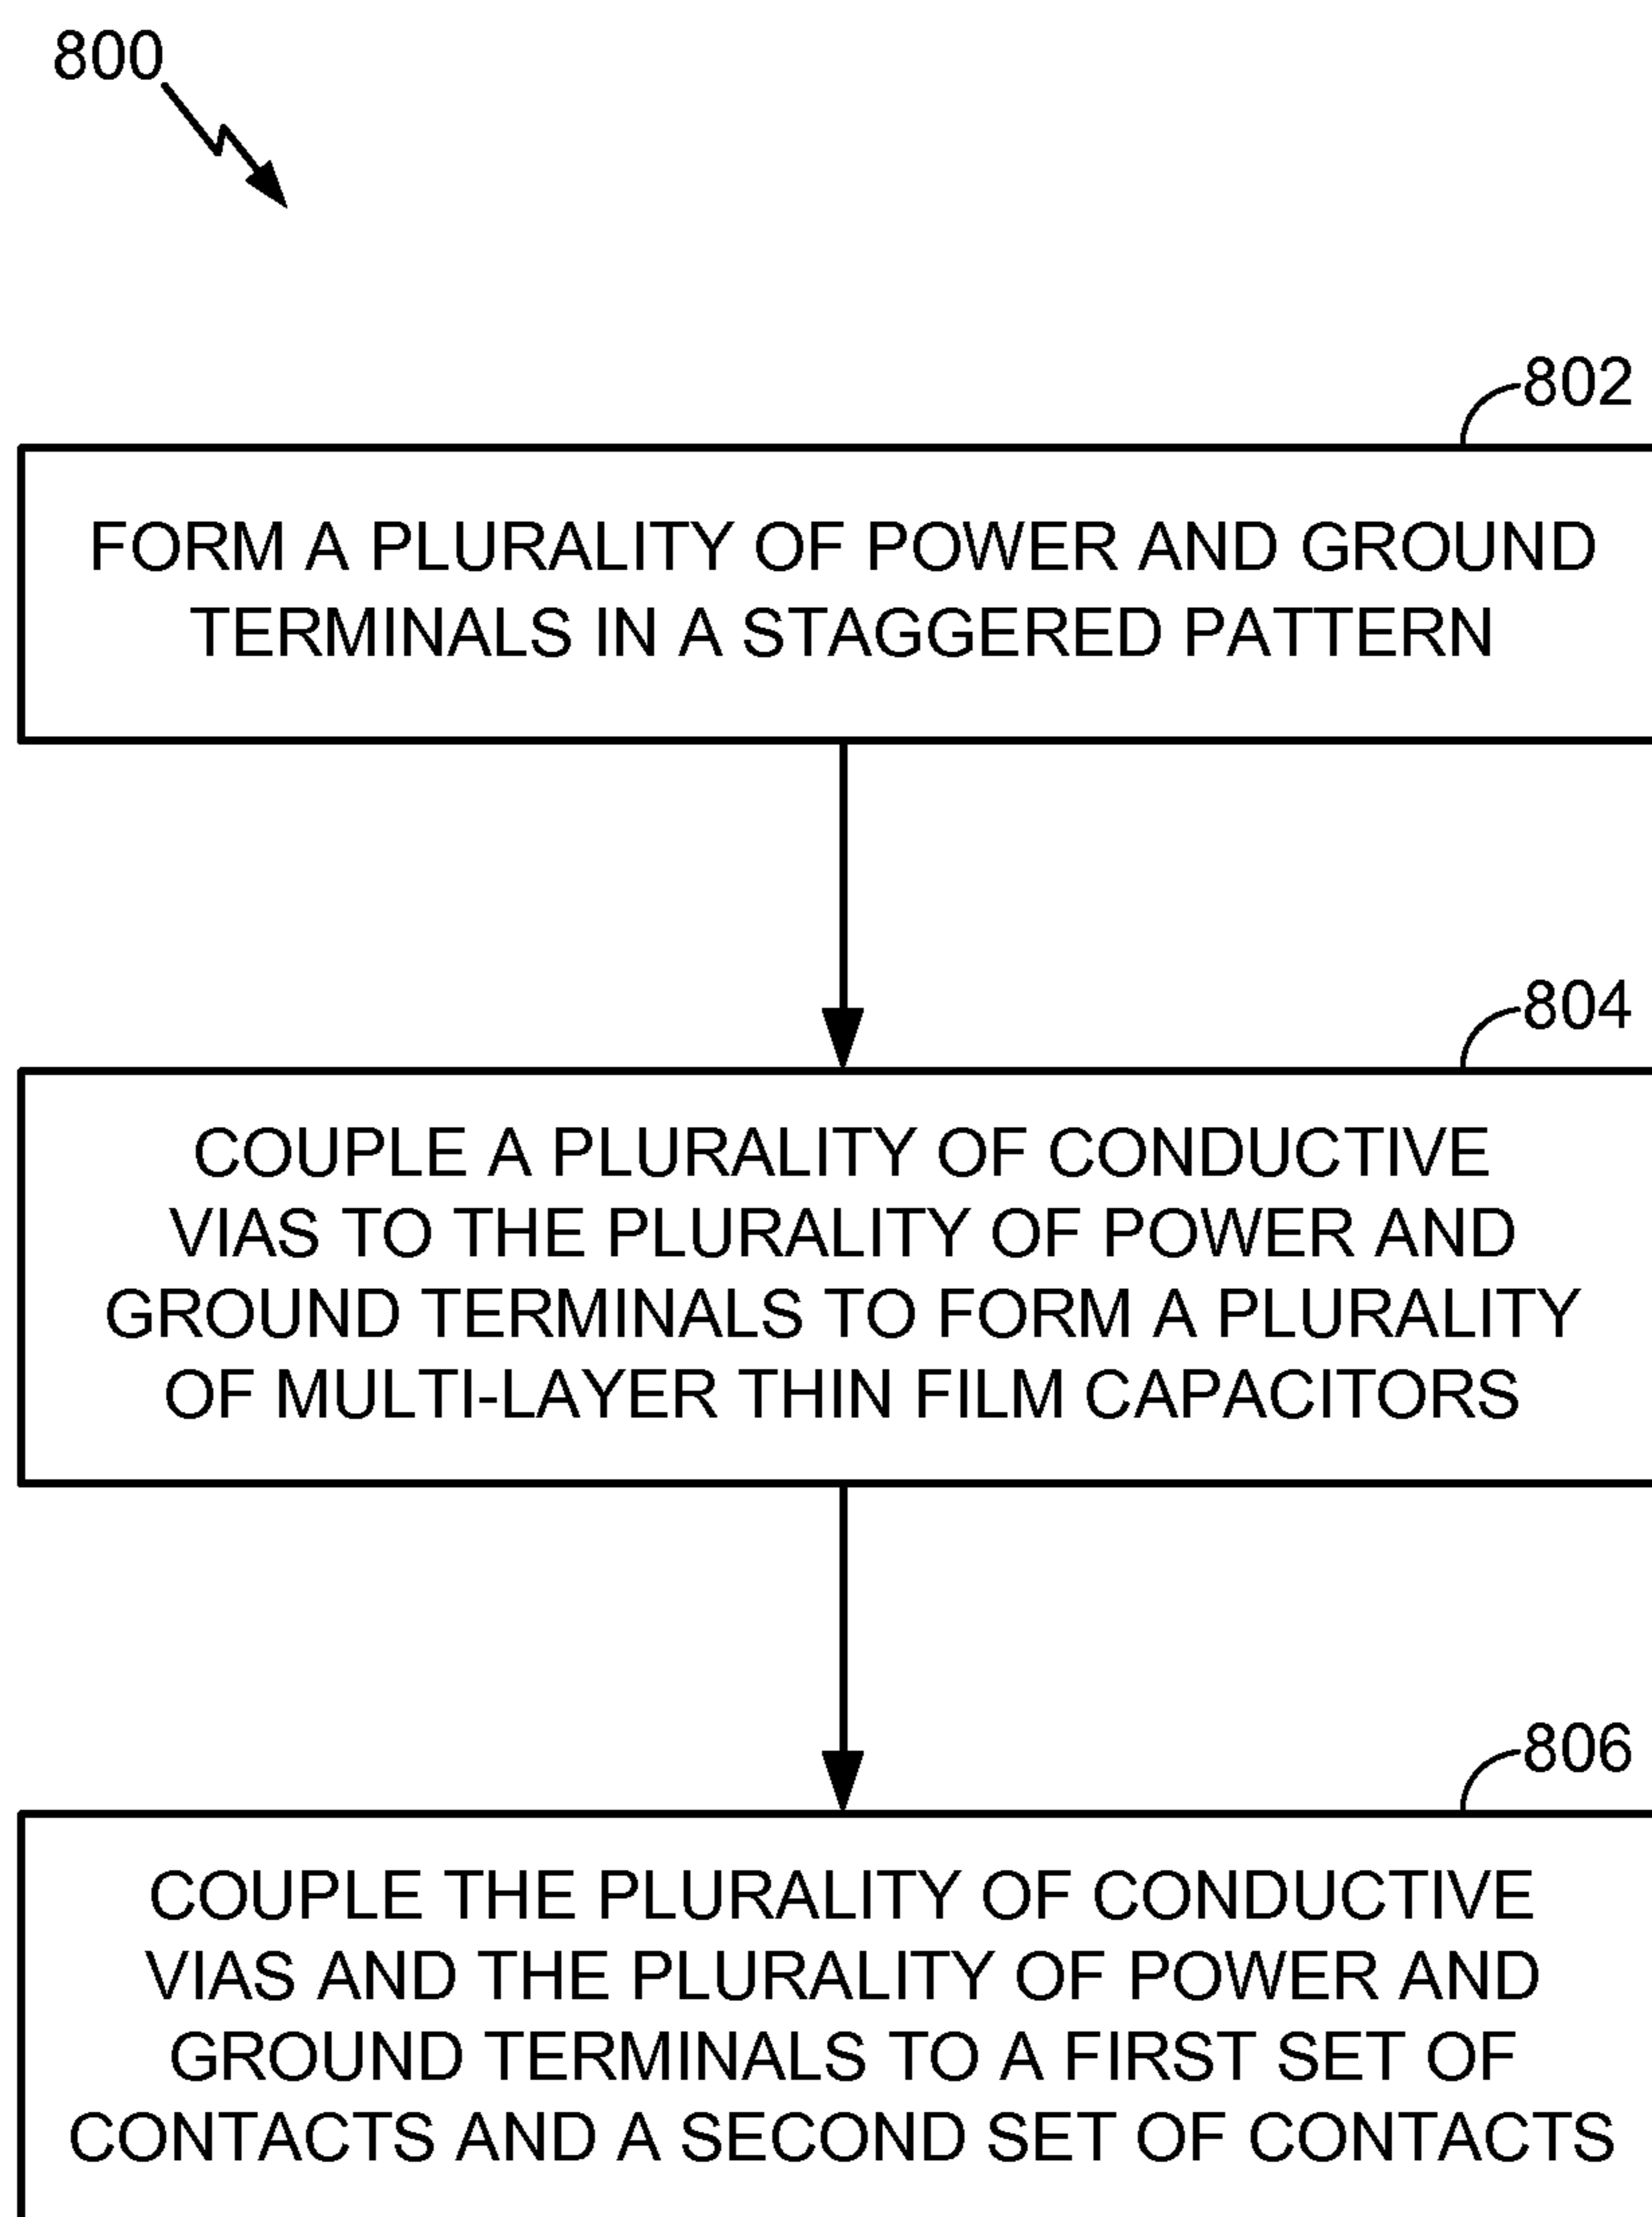 800
802
FORM A PLURALITY OF POWER AND GROUND
TERMINALS IN A STAGGERED PATTERN
804
COUPLE A PLURALITY OF CONDUCTIVE
VIAS TO THE PLURALITY OF POWER AND
GROUND TERMINALS TO FORM A PLURALITY
OF MULTI-LAYER THIN FILM CAPACITORS
806
COUPLE THE PLURALITY OF CONDUCTIVE
VIAS AND THE PLURALITY OF POWER AND
GROUND TERMINALS TO A FIRST SET OF
CONTACTS AND A SECOND SET OF CONTACTS